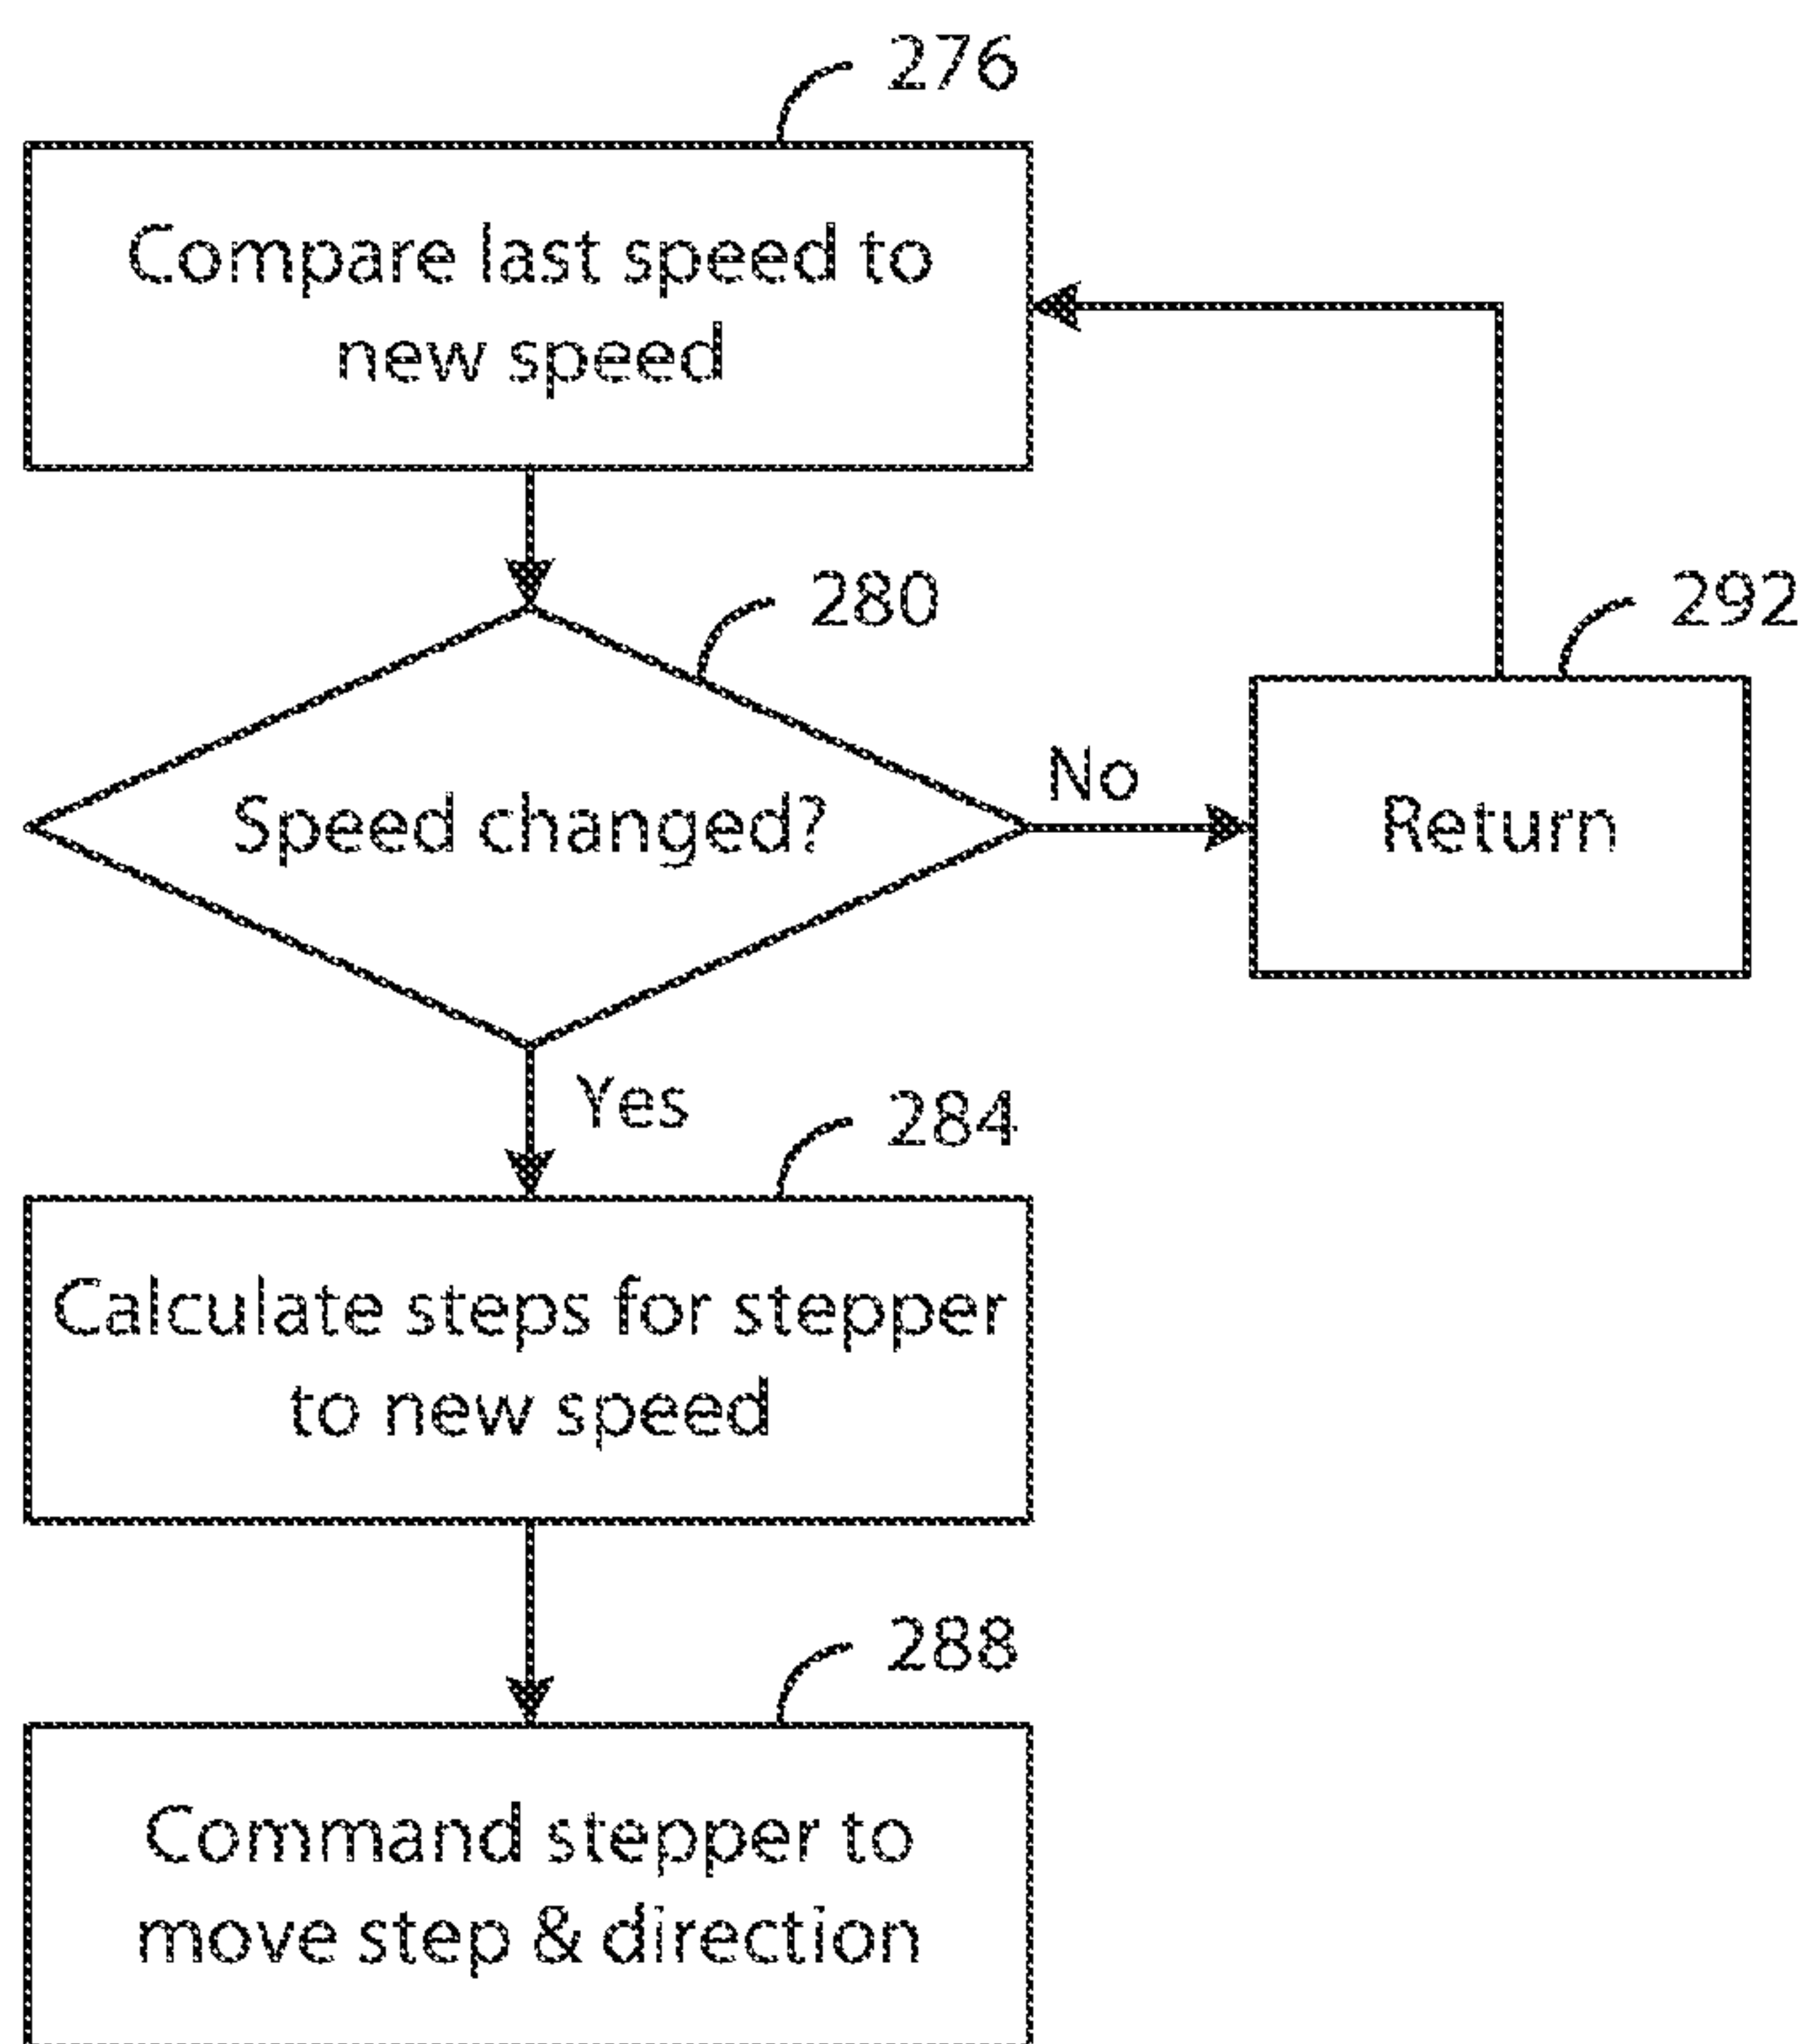 276
Compare last speed to
new speed
280
292
Speed changed?
No
Return
Yes
284
Calculate steps for stepper
to new speed
288
Command stepper to
move step & direction